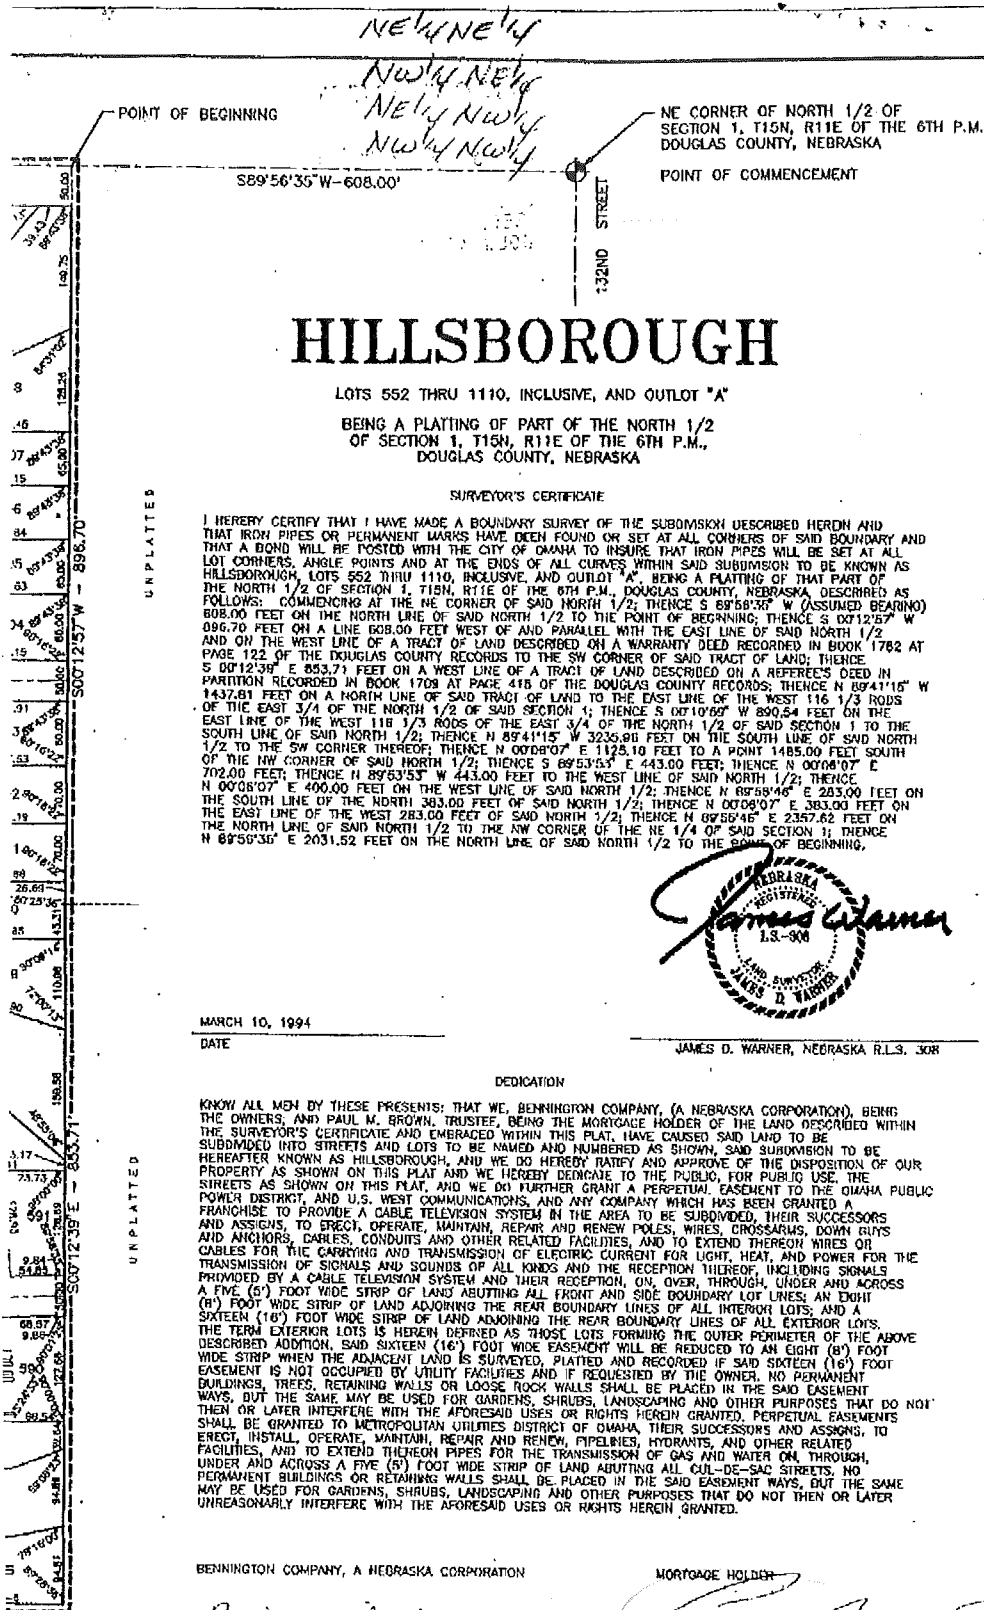 NE¼NE¼
NW¼NE¼
NE¼NW¼
NW¼NW¼
POINT OF BEGINNING
NE CORNER OF NORTH 1/2 OF
SECTION 1, T15N, R11E OF THE 6TH P.M.
DOUGLAS COUNTY, NEBRASKA
POINT OF COMMENCEMENT
S89°56'35"W-608.00'
132ND STREET
HILLSBOROUGH
LOTS 552 THRU 1110, INCLUSIVE, AND OUTLOT "A"
BEING A PLATTING OF PART OF THE NORTH 1/2
OF SECTION 1, T15N, R11E OF THE 6TH P.M.,
DOUGLAS COUNTY, NEBRASKA
SURVEYOR'S CERTIFICATE
I HEREBY CERTIFY THAT I HAVE MADE A BOUNDARY SURVEY OF THE SUBDIVISION DESCRIBED HEREIN AND
THAT IRON PIPES OR PERMANENT MARKS HAVE BEEN FOUND OR SET AT ALL CORNERS OF SAID BOUNDARY AND
THAT A BOND WILL BE POSTED WITH THE CITY OF OMAHA TO INSURE THAT IRON PIPES WILL BE SET AT ALL
LOT CORNERS, ANGLE POINTS AND AT THE ENDS OF ALL CURVES WITHIN SAID SUBDIVISION TO BE KNOWN AS
HILLSBOROUGH, LOTS 552 THRU 1110, INCLUSIVE, AND OUTLOT "A", BEING A PLATTING OF THAT PART OF
THE NORTH 1/2 OF SECTION 1, T15N, R11E OF THE 6TH P.M., DOUGLAS COUNTY, NEBRASKA, DESCRIBED AS
FOLLOWS: COMMENCING AT THE NE CORNER OF SAID NORTH 1/2; THENCE S 89°56'35" W (ASSUMED BEARING)
608.00 FEET ON THE NORTH LINE OF SAID NORTH 1/2 TO THE POINT OF BEGINNING; THENCE S 00°12'57" W
896.70 FEET ON A LINE 608.00 FEET WEST OF AND PARALLEL WITH THE EAST LINE OF SAID NORTH 1/2
AND ON THE WEST LINE OF A TRACT OF LAND DESCRIBED ON A WARRANTY DEED RECORDED IN BOOK 1762 AT
PAGE 122 OF THE DOUGLAS COUNTY RECORDS TO THE SW CORNER OF SAID TRACT OF LAND; THENCE
S 00°12'39" E 853.71 FEET ON A WEST LINE OF A TRACT OF LAND DESCRIBED ON A REFEREE'S DEED IN
PARTITION RECORDED IN BOOK 1709 AT PAGE 418 OF THE DOUGLAS COUNTY RECORDS; THENCE N 89°41'15" W
1437.81 FEET ON A NORTH LINE OF SAID TRACT OF LAND TO THE EAST LINE OF THE WEST 116 1/3 RODS
OF THE EAST 3/4 OF THE NORTH 1/2 OF SAID SECTION 1; THENCE S 00°10'59" W 890.54 FEET ON THE
EAST LINE OF THE WEST 116 1/3 RODS OF THE EAST 3/4 OF THE NORTH 1/2 OF SAID SECTION 1 TO THE
SOUTH LINE OF SAID NORTH 1/2; THENCE N 89°41'15" W 3235.96 FEET ON THE SOUTH LINE OF SAID NORTH
1/2 TO THE SW CORNER THEREOF; THENCE N 00°06'07" E 1125.10 FEET TO A POINT 1485.00 FEET SOUTH
OF THE NW CORNER OF SAID NORTH 1/2; THENCE S 89°53'53" E 443.00 FEET; THENCE N 00°06'07" E
702.00 FEET; THENCE N 89°53'53" W 443.00 FEET TO THE WEST LINE OF SAID NORTH 1/2; THENCE
N 00°06'07" E 400.00 FEET ON THE WEST LINE OF SAID NORTH 1/2; THENCE N 89°56'46" E 283.00 FEET ON
THE SOUTH LINE OF THE NORTH 383.00 FEET OF SAID NORTH 1/2; THENCE N 00°06'07" E 383.00 FEET ON
THE EAST LINE OF THE WEST 283.00 FEET OF SAID NORTH 1/2; THENCE N 89°56'46" E 2357.62 FEET ON
THE NORTH LINE OF SAID NORTH 1/2 TO THE NW CORNER OF THE NE 1/4 OF SAID SECTION 1; THENCE
N 89°56'35" E 2031.52 FEET ON THE NORTH LINE OF SAID NORTH 1/2 TO THE POINT OF BEGINNING.
NEBRASKA
REGISTERED
L.S.-308
LAND SURVEYOR
JAMES D. WARNER
James Warner
MARCH 10, 1994
DATE
JAMES D. WARNER, NEBRASKA R.L.S. 308
DEDICATION
KNOW ALL MEN BY THESE PRESENTS: THAT WE, BENNINGTON COMPANY, (A NEBRASKA CORPORATION), BEING
THE OWNERS, AND PAUL M. BROWN, TRUSTEE, BEING THE MORTGAGE HOLDER OF THE LAND DESCRIBED WITHIN
THE SURVEYOR'S CERTIFICATE AND EMBRACED WITHIN THIS PLAT, HAVE CAUSED SAID LAND TO BE
SUBDIVIDED INTO STREETS AND LOTS TO BE NAMED AND NUMBERED AS SHOWN, SAID SUBDIVISION TO BE
HEREAFTER KNOWN AS HILLSBOROUGH, AND WE DO HEREBY RATIFY AND APPROVE OF THE DISPOSITION OF OUR
PROPERTY AS SHOWN ON THIS PLAT AND WE HEREBY DEDICATE TO THE PUBLIC, FOR PUBLIC USE, THE
STREETS AS SHOWN ON THIS PLAT, AND WE DO FURTHER GRANT A PERPETUAL EASEMENT TO THE OMAHA PUBLIC
POWER DISTRICT, AND U.S. WEST COMMUNICATIONS, AND ANY COMPANY WHICH HAS BEEN GRANTED A
FRANCHISE TO PROVIDE A CABLE TELEVISION SYSTEM IN THE AREA TO BE SUBDIVIDED, THEIR SUCCESSORS
AND ASSIGNS, TO ERECT, OPERATE, MAINTAIN, REPAIR AND RENEW POLES, WIRES, CROSSARMS, DOWN GUYS
AND ANCHORS, CABLES, CONDUITS AND OTHER RELATED FACILITIES, AND TO EXTEND THEREON WIRES OR
CABLES FOR THE CARRYING AND TRANSMISSION OF ELECTRIC CURRENT FOR LIGHT, HEAT, AND POWER FOR THE
TRANSMISSION OF SIGNALS AND SOUNDS OF ALL KINDS AND THE RECEPTION THEREOF, INCLUDING SIGNALS
PROVIDED BY A CABLE TELEVISION SYSTEM AND THEIR RECEPTION, ON, OVER, THROUGH, UNDER AND ACROSS
A FIVE (5') FOOT WIDE STRIP OF LAND ABUTTING ALL FRONT AND SIDE BOUNDARY LOT LINES; AN EIGHT
(8') FOOT WIDE STRIP OF LAND ADJOINING THE REAR BOUNDARY LINES OF ALL INTERIOR LOTS; AND A
SIXTEEN (16') FOOT WIDE STRIP OF LAND ADJOINING THE REAR BOUNDARY LINES OF ALL EXTERIOR LOTS.
THE TERM EXTERIOR LOTS IS HEREIN DEFINED AS THOSE LOTS FORMING THE OUTER PERIMETER OF THE ABOVE
DESCRIBED ADDITION. SAID SIXTEEN (16') FOOT WIDE EASEMENT WILL BE REDUCED TO AN EIGHT (8') FOOT
WIDE STRIP WHEN THE ADJACENT LAND IS SURVEYED, PLATTED AND RECORDED IF SAID SIXTEEN (16') FOOT
EASEMENT IS NOT OCCUPIED BY UTILITY FACILITIES AND IF REQUESTED BY THE OWNER. NO PERMANENT
BUILDINGS, TREES, RETAINING WALLS OR LOOSE ROCK WALLS SHALL BE PLACED IN THE SAID EASEMENT
WAYS, BUT THE SAME MAY BE USED FOR GARDENS, SHRUBS, LANDSCAPING AND OTHER PURPOSES THAT DO NOT
THEN OR LATER INTERFERE WITH THE AFORESAID USES OR RIGHTS HEREIN GRANTED. PERPETUAL EASEMENTS
SHALL BE GRANTED TO METROPOLITAN UTILITIES DISTRICT OF OMAHA, THEIR SUCCESSORS AND ASSIGNS, TO
ERECT, INSTALL, OPERATE, MAINTAIN, REPAIR AND RENEW, PIPELINES, HYDRANTS, AND OTHER RELATED
FACILITIES, AND TO EXTEND THEREON PIPES FOR THE TRANSMISSION OF GAS AND WATER ON, THROUGH,
UNDER AND ACROSS A FIVE (5') FOOT WIDE STRIP OF LAND ABUTTING ALL CUL-DE-SAC STREETS. NO
PERMANENT BUILDINGS OR RETAINING WALLS SHALL BE PLACED IN THE SAID EASEMENT WAYS, BUT THE SAME
MAY BE USED FOR GARDENS, SHRUBS, LANDSCAPING AND OTHER PURPOSES THAT DO NOT THEN OR LATER
UNREASONABLY INTERFERE WITH THE AFORESAID USES OR RIGHTS HEREIN GRANTED.
BENNINGTON COMPANY, A NEBRASKA CORPORATION
MORTGAGE HOLDER
UNPLATTED
S00°12'57"W - 896.70'
UNPLATTED
S00°12'39"E - 853.71'
50.00
149.75
128.26
65.00
26.69
43.31
110.08
159.58
73.73
591
9.84
54.83